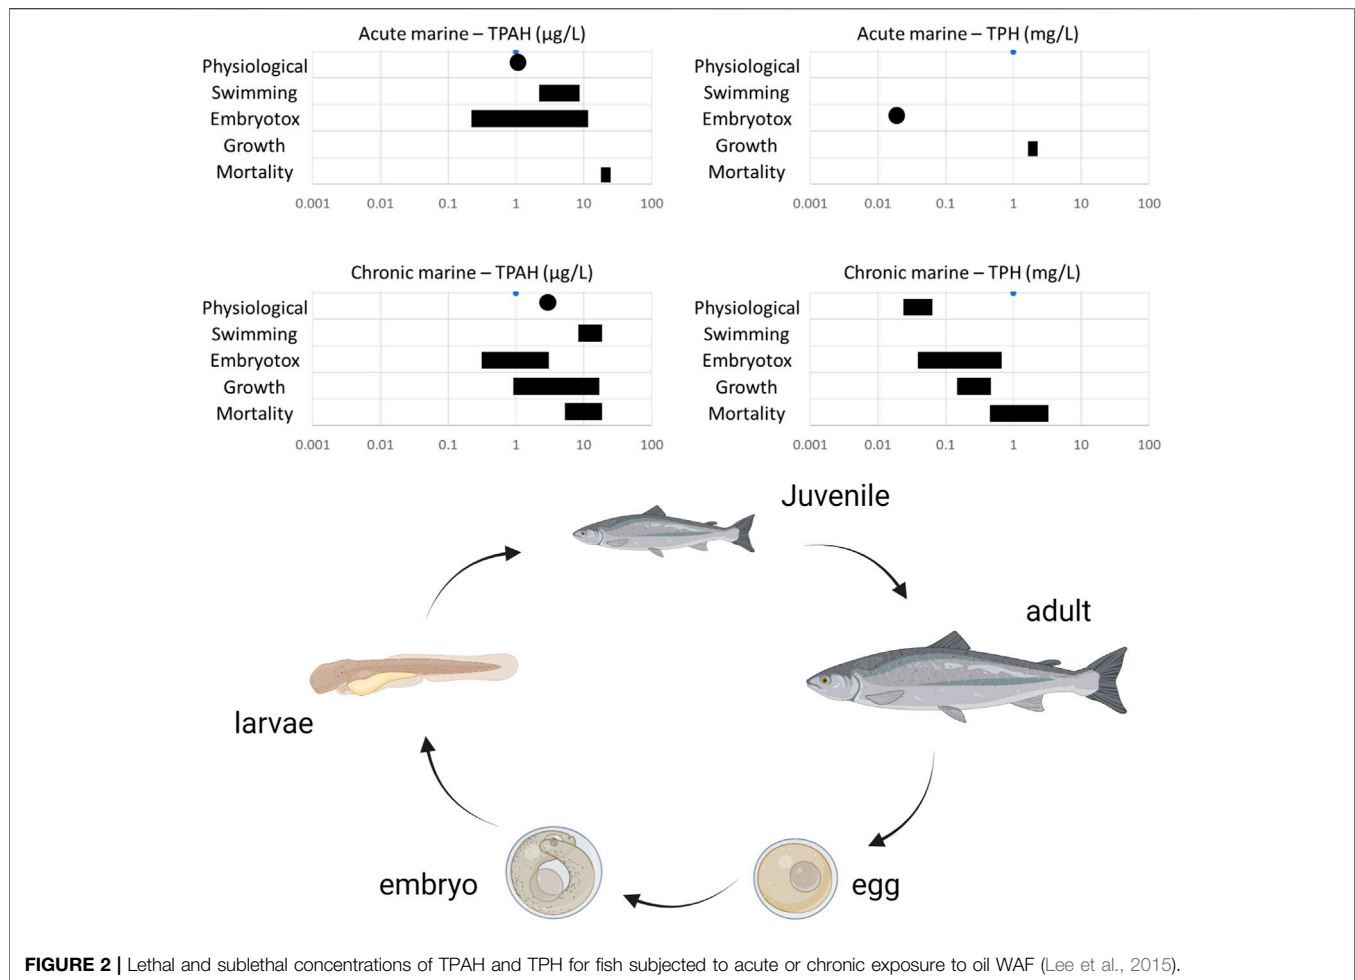 Acute marine – TPAH (µg/L)
Physiological
Swimming
Embryotox
Growth
Mortality
0.001 0.01 0.1 1 10 100
Acute marine – TPH (mg/L)
Physiological
Swimming
Embryotox
Growth
Mortality
0.001 0.01 0.1 1 10 100
Chronic marine – TPAH (µg/L)
Physiological
Swimming
Embryotox
Growth
Mortality
0.001 0.01 0.1 1 10 100
Chronic marine – TPH (mg/L)
Physiological
Swimming
Embryotox
Growth
Mortality
0.001 0.01 0.1 1 10 100
Juvenile
adult
larvae
embryo
egg
FIGURE 2 | Lethal and sublethal concentrations of TPAH and TPH for fish subjected to acute or chronic exposure to oil WAF (Lee et al., 2015).